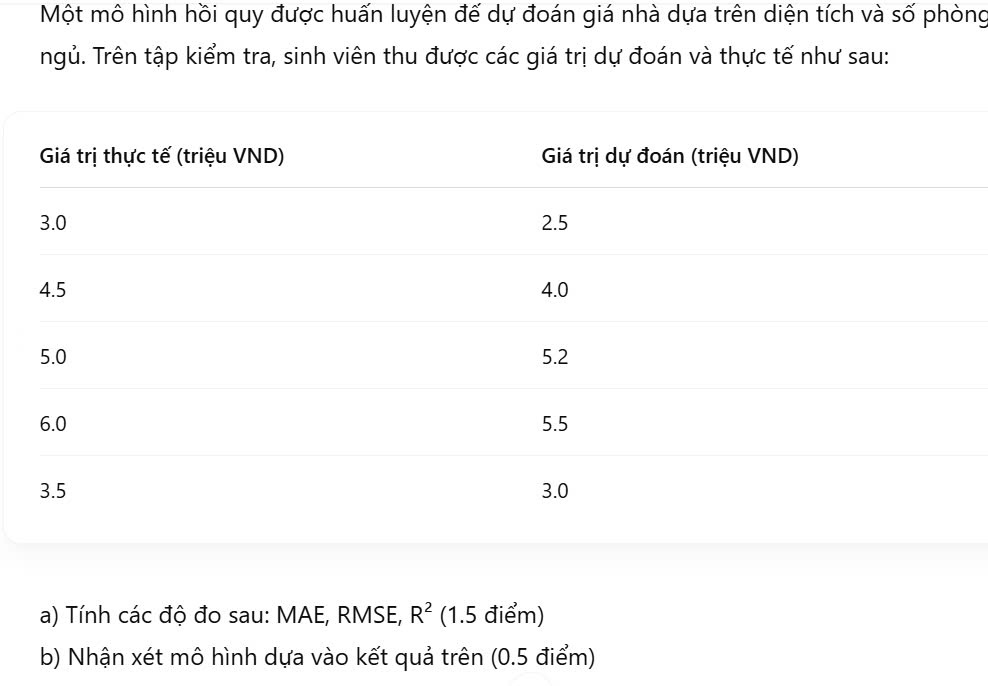 Một mô hình hồi quy được huấn luyện để dự đoán giá nhà dựa trên diện tích và số phòng
ngủ. Trên tập kiểm tra, sinh viên thu được các giá trị dự đoán và thực tế như sau:
Giá trị thực tế (triệu VND) Giá trị dự đoán (triệu VND)
3.0 2.5
4.5 4.0
5.0 5.2
6.0 5.5
3.5 3.0
a) Tính các độ đo sau: MAE, RMSE, R² (1.5 điểm)
b) Nhận xét mô hình dựa vào kết quả trên (0.5 điểm)